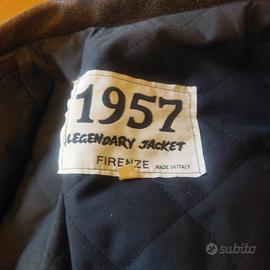 1957
LEGENDARY JACKET
FIRENZE MADE IN ITALY
subito